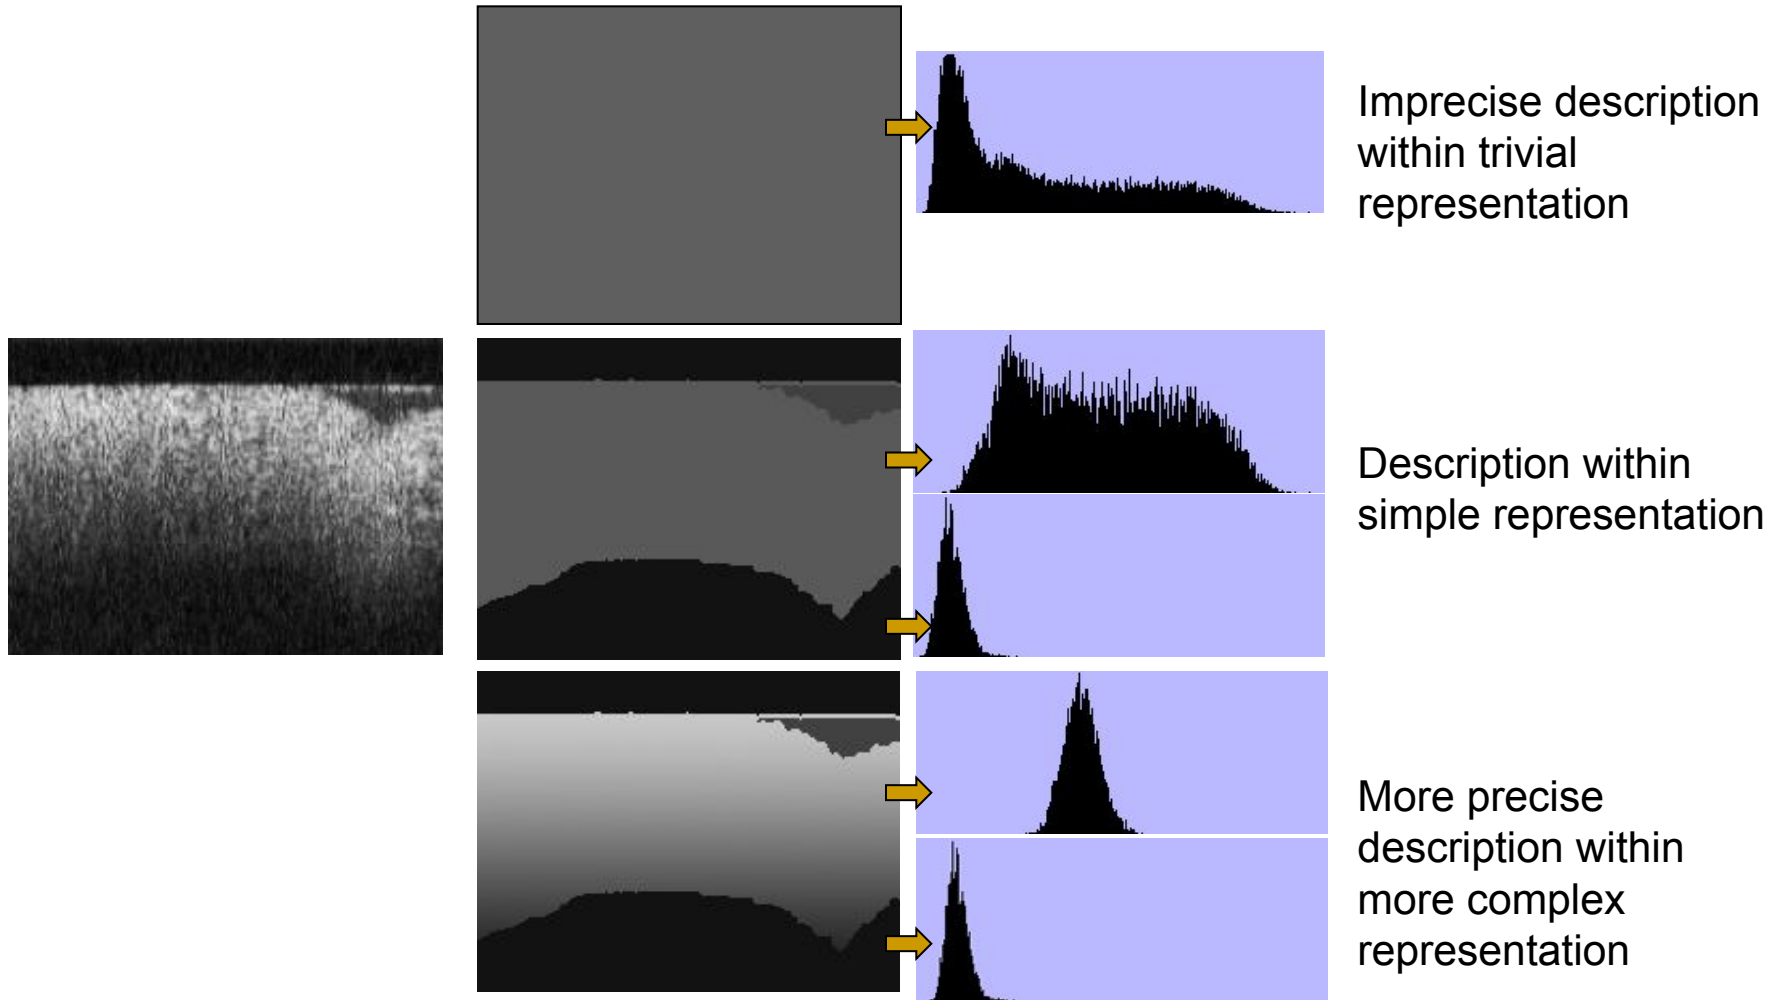 Imprecise description
within trivial
representation
Description within
simple representation
More precise
description within
more complex
representation